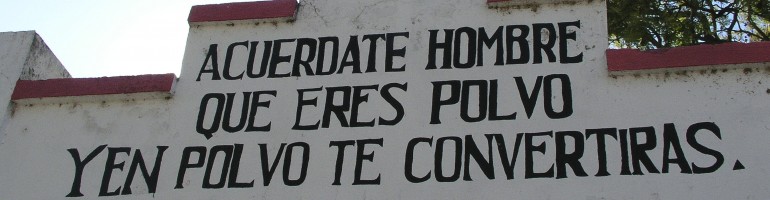 ACUERDATE HOMBRE
QUE ERES POLVO
YEN POLVO TE CONVERTIRAS.